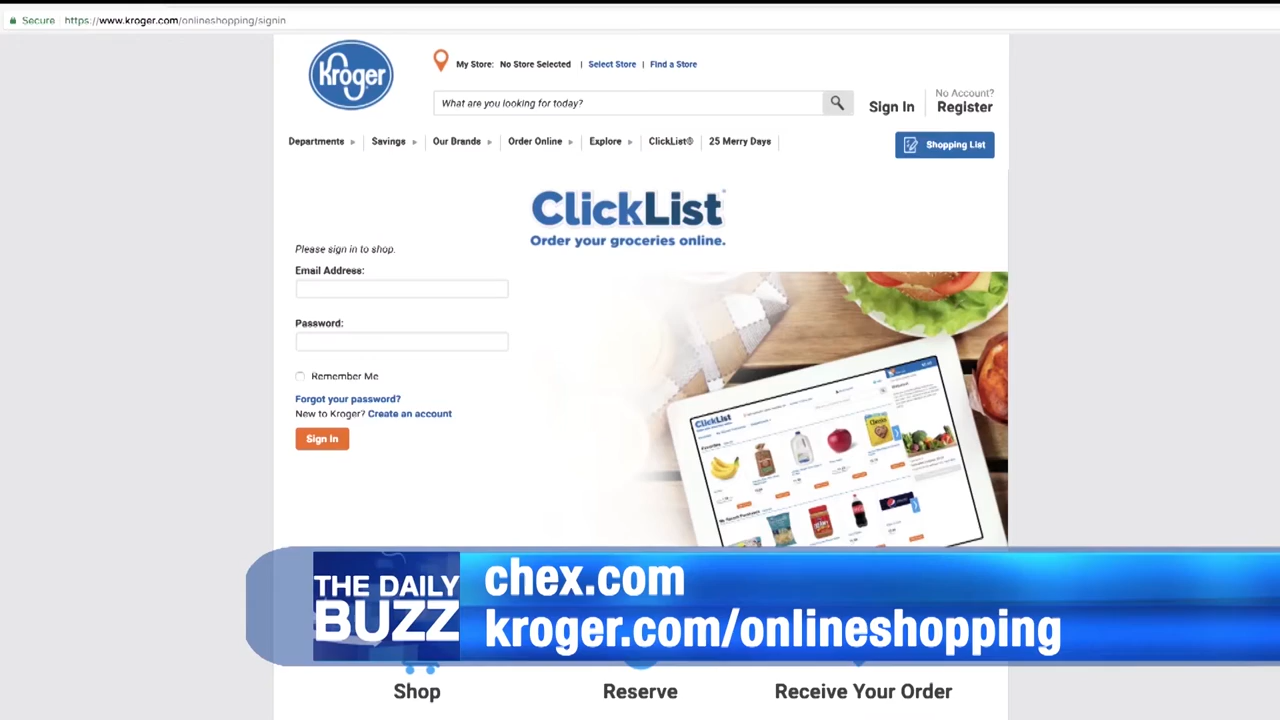 Secure https://www.kroger.com/onlineshopping/signin
Kroger
My Store: No Store Selected | Select Store | Find a Store
What are you looking for today?
Sign In
No Account?
Register
Departments
Savings
Our Brands
Order Online
Explore
ClickList®
25 Merry Days
Shopping List
ClickList
Order your groceries online.
Please sign in to shop.
Email Address:
Password:
Remember Me
Forgot your password?
New to Kroger? Create an account
Sign In
ClickList
THE DAILY
BUZZ
chex.com
kroger.com/onlineshopping
Shop
Reserve
Receive Your Order